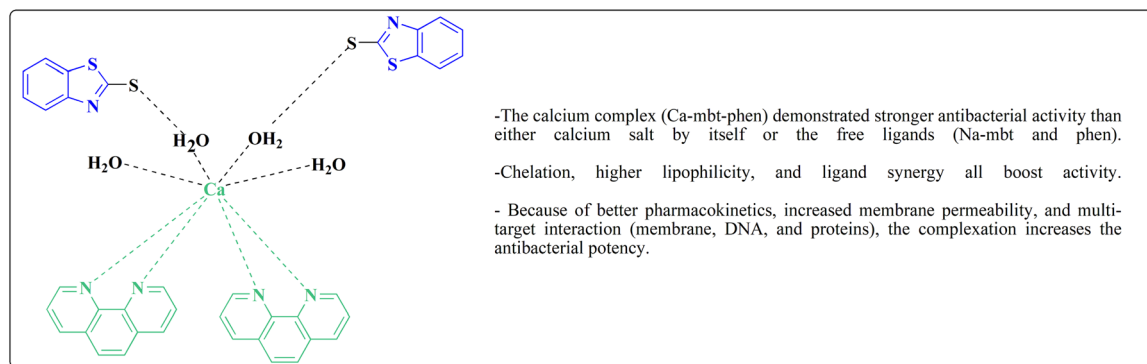 N
S
S
S
N
S
H2O
OH2
H2O
H2O
Ca
N
N
N
N
-The calcium complex (Ca-mbt-phen) demonstrated stronger antibacterial activity than
either calcium salt by itself or the free ligands (Na-mbt and phen).
-Chelation, higher lipophilicity, and ligand synergy all boost activity.
- Because of better pharmacokinetics, increased membrane permeability, and multi-
target interaction (membrane, DNA, and proteins), the complexation increases the
antibacterial potency.